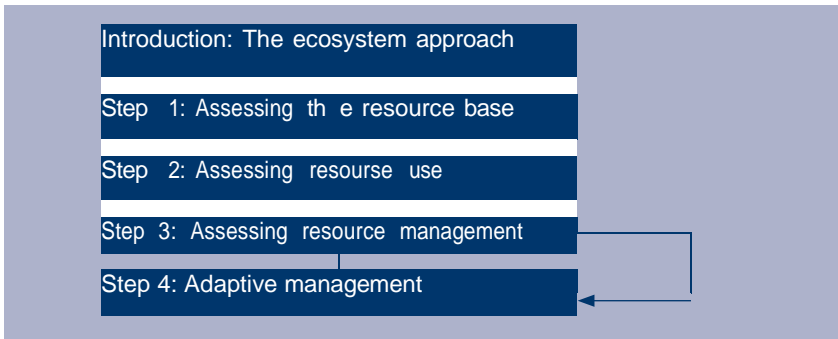 Introduction: The ecosystem approach
Step 1: Assessing th e resource base
Step 2: Assessing resourse use
Step 3: Assessing resource management
Step 4: Adaptive management